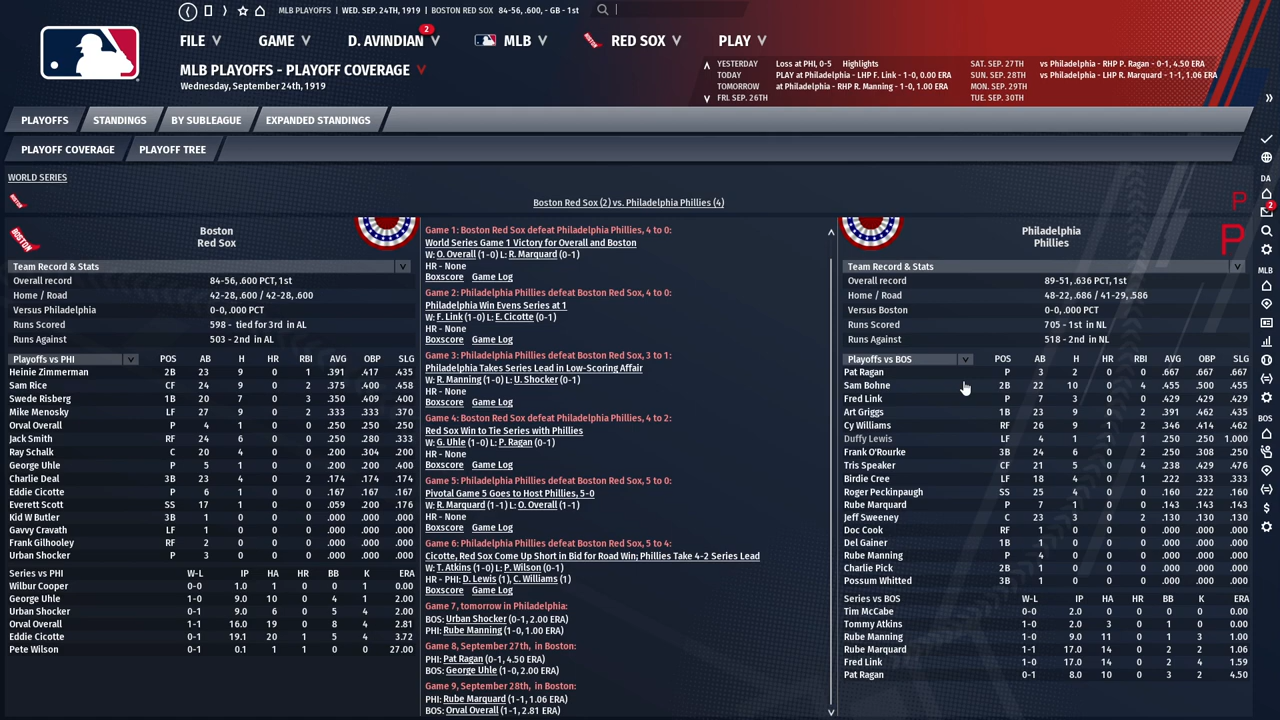 MLB PLAYOFFS | WED. SEP. 24TH, 1919 | BOSTON RED SOX 84-56, .600, - GB - 1st
FILE GAME D. AVINDIAN 2 MLB RED SOX PLAY
MLB PLAYOFFS - PLAYOFF COVERAGE
Wednesday, September 24th, 1919
YESTERDAY Loss at PHI, 0-5 Highlights SAT. SEP. 27TH vs Philadelphia - RHP P. Ragan - 0-1, 4.50 ERA
TODAY PLAY at Philadelphia - LHP F. Link - 1-0, 0.00 ERA SUN. SEP. 28TH vs Philadelphia - LHP R. Marquard - 1-1, 1.06 ERA
TOMORROW at Philadelphia - RHP R. Manning - 1-0, 1.00 ERA MON. SEP. 29TH
FRI. SEP. 26TH TUE. SEP. 30TH
PLAYOFFS STANDINGS BY SUBLEAGUE EXPANDED STANDINGS
PLAYOFF COVERAGE PLAYOFF TREE
WORLD SERIES
BOSTON
Boston Red Sox (2) vs. Philadelphia Phillies (4)
P
BOSTON
Boston
Red Sox
Team Record & Stats
Overall record 84-56, .600 PCT, 1st
Home / Road 42-28, .600 / 42-28, .600
Versus Philadelphia 0-0, .000 PCT
Runs Scored 598 - tied for 3rd in AL
Runs Against 503 - 2nd in AL
Playoffs vs PHI POS AB H HR RBI AVG OBP SLG
Heinie Zimmerman 2B 23 9 0 1 .391 .417 .435
Sam Rice CF 24 9 0 2 .375 .400 .458
Swede Risberg 1B 20 7 0 3 .350 .409 .400
Mike Menosky LF 27 9 0 2 .333 .333 .370
Orval Overall P 4 1 0 0 .250 .250 .250
Jack Smith RF 24 6 0 0 .250 .280 .333
Ray Schalk C 20 4 0 0 .200 .304 .200
George Uhle P 5 1 0 0 .200 .200 .400
Charlie Deal 3B 23 4 0 2 .174 .174 .174
Eddie Cicotte P 6 1 0 0 .167 .167 .167
Everett Scott SS 17 1 0 0 .059 .200 .176
Kid W Butler 3B 1 0 0 0 .000 .000 .000
Gavvy Cravath LF 1 0 0 0 .000 .000 .000
Frank Gilhooley RF 2 0 0 0 .000 .000 .000
Urban Shocker P 3 0 0 0 .000 .000 .000
Series vs PHI W-L IP HA HR BB K ERA
Wilbur Cooper 0-0 1.0 1 0 0 1 0.00
George Uhle 1-0 9.0 10 0 4 1 2.00
Urban Shocker 0-1 9.0 6 0 5 4 2.00
Orval Overall 1-1 16.0 19 0 8 4 2.81
Eddie Cicotte 0-1 19.1 20 1 5 4 3.72
Pete Wilson 0-1 0.1 1 1 0 0 27.00
Game 1: Boston Red Sox defeat Philadelphia Phillies, 4 to 0:
World Series Game 1 Victory for Overall and Boston
W: O. Overall (1-0) L: R. Marquard (0-1)
HR - None
Boxscore Game Log
Game 2: Philadelphia Phillies defeat Boston Red Sox, 4 to 0:
Philadelphia Win Evens Series at 1
W: F. Link (1-0) L: E. Cicotte (0-1)
HR - None
Boxscore Game Log
Game 3: Philadelphia Phillies defeat Boston Red Sox, 3 to 1:
Philadelphia Takes Series Lead in Low-Scoring Affair
W: R. Manning (1-0) L: U. Shocker (0-1)
HR - None
Boxscore Game Log
Game 4: Boston Red Sox defeat Philadelphia Phillies, 4 to 2:
Red Sox Win to Tie Series with Phillies
W: G. Uhle (1-0) L: P. Ragan (0-1)
HR - None
Boxscore Game Log
Game 5: Philadelphia Phillies defeat Boston Red Sox, 5 to 0:
Pivotal Game 5 Goes to Host Phillies, 5-0
W: R. Marquard (1-1) L: O. Overall (1-1)
HR - None
Boxscore Game Log
Game 6: Philadelphia Phillies defeat Boston Red Sox, 5 to 4:
Cicotte, Red Sox Come Up Short in Bid for Road Win; Phillies Take 4-2 Series Lead
W: T. Atkins (1-0) L: P. Wilson (0-1)
HR - PHI: D. Lewis (1), C. Williams (1)
Boxscore Game Log
Game 7, tomorrow in Philadelphia:
BOS: Urban Shocker (0-1, 2.00 ERA)
PHI: Rube Manning (1-0, 1.00 ERA)
Game 8, September 27th, in Boston:
PHI: Pat Ragan (0-1, 4.50 ERA)
BOS: George Uhle (1-0, 2.00 ERA)
Game 9, September 28th, in Boston:
PHI: Rube Marquard (1-1, 1.06 ERA)
BOS: Orval Overall (1-1, 2.81 ERA)
Philadelphia
Phillies
P
Team Record & Stats
Overall record 89-51, .636 PCT, 1st
Home / Road 48-22, .686 / 41-29, .586
Versus Boston 0-0, .000 PCT
Runs Scored 705 - 1st in NL
Runs Against 518 - 2nd in NL
Playoffs vs BOS POS AB H HR RBI AVG OBP SLG
Pat Ragan P 3 2 0 0 .667 .667 .667
Sam Bohne 2B 22 10 0 4 .455 .500 .455
Fred Link P 7 3 0 0 .429 .429 .429
Art Griggs 1B 23 9 0 2 .391 .462 .435
Cy Williams RF 26 9 1 2 .346 .414 .462
Duffy Lewis LF 4 1 1 1 .250 .250 1.000
Frank O'Rourke 3B 24 6 0 0 .250 .308 .250
Tris Speaker CF 21 5 0 4 .238 .429 .476
Birdie Cree LF 18 4 0 1 .222 .333 .333
Roger Peckinpaugh SS 25 4 0 0 .160 .222 .160
Rube Marquard P 7 1 0 0 .143 .143 .143
Jeff Sweeney C 23 3 0 2 .130 .130 .130
Doc Cook RF 1 0 0 0 .000 .000 .000
Del Gainer 1B 1 0 0 0 .000 .000 .000
Rube Manning P 4 0 0 0 .000 .000 .000
Charlie Pick 2B 1 0 0 0 .000 .000 .000
Possum Whitted 3B 1 0 0 0 .000 .000 .000
Series vs BOS W-L IP HA HR BB K ERA
Tim McCabe 0-0 2.0 0 0 0 0.00
Tommy Atkins 1-0 2.0 3 0 1 0 0.00
Rube Manning 1-0 9.0 11 0 1 3 1.00
Rube Marquard 1-1 17.0 14 0 2 2 1.06
Fred Link 1-0 17.0 14 0 2 4 1.59
Pat Ragan 0-1 8.0 10 0 3 2 4.50
DA
2
MLB
BOS